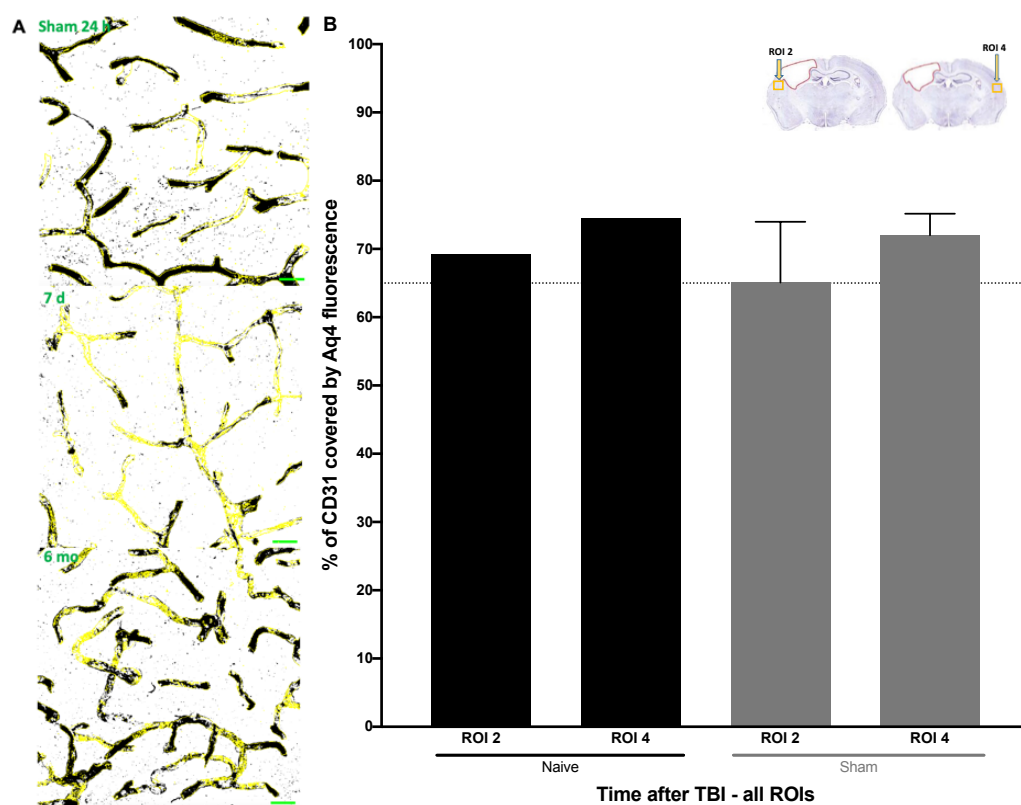 A
Sham 24 h
7 d
6 mo
B
ROI 2
ROI 4
% of CD31 covered by Aq4 fluorescence
100
90
80
70
60
50
40
30
20
10
0
ROI 2
ROI 4
ROI 2
ROI 4
Naive
Sham
Time after TBI - all ROIs